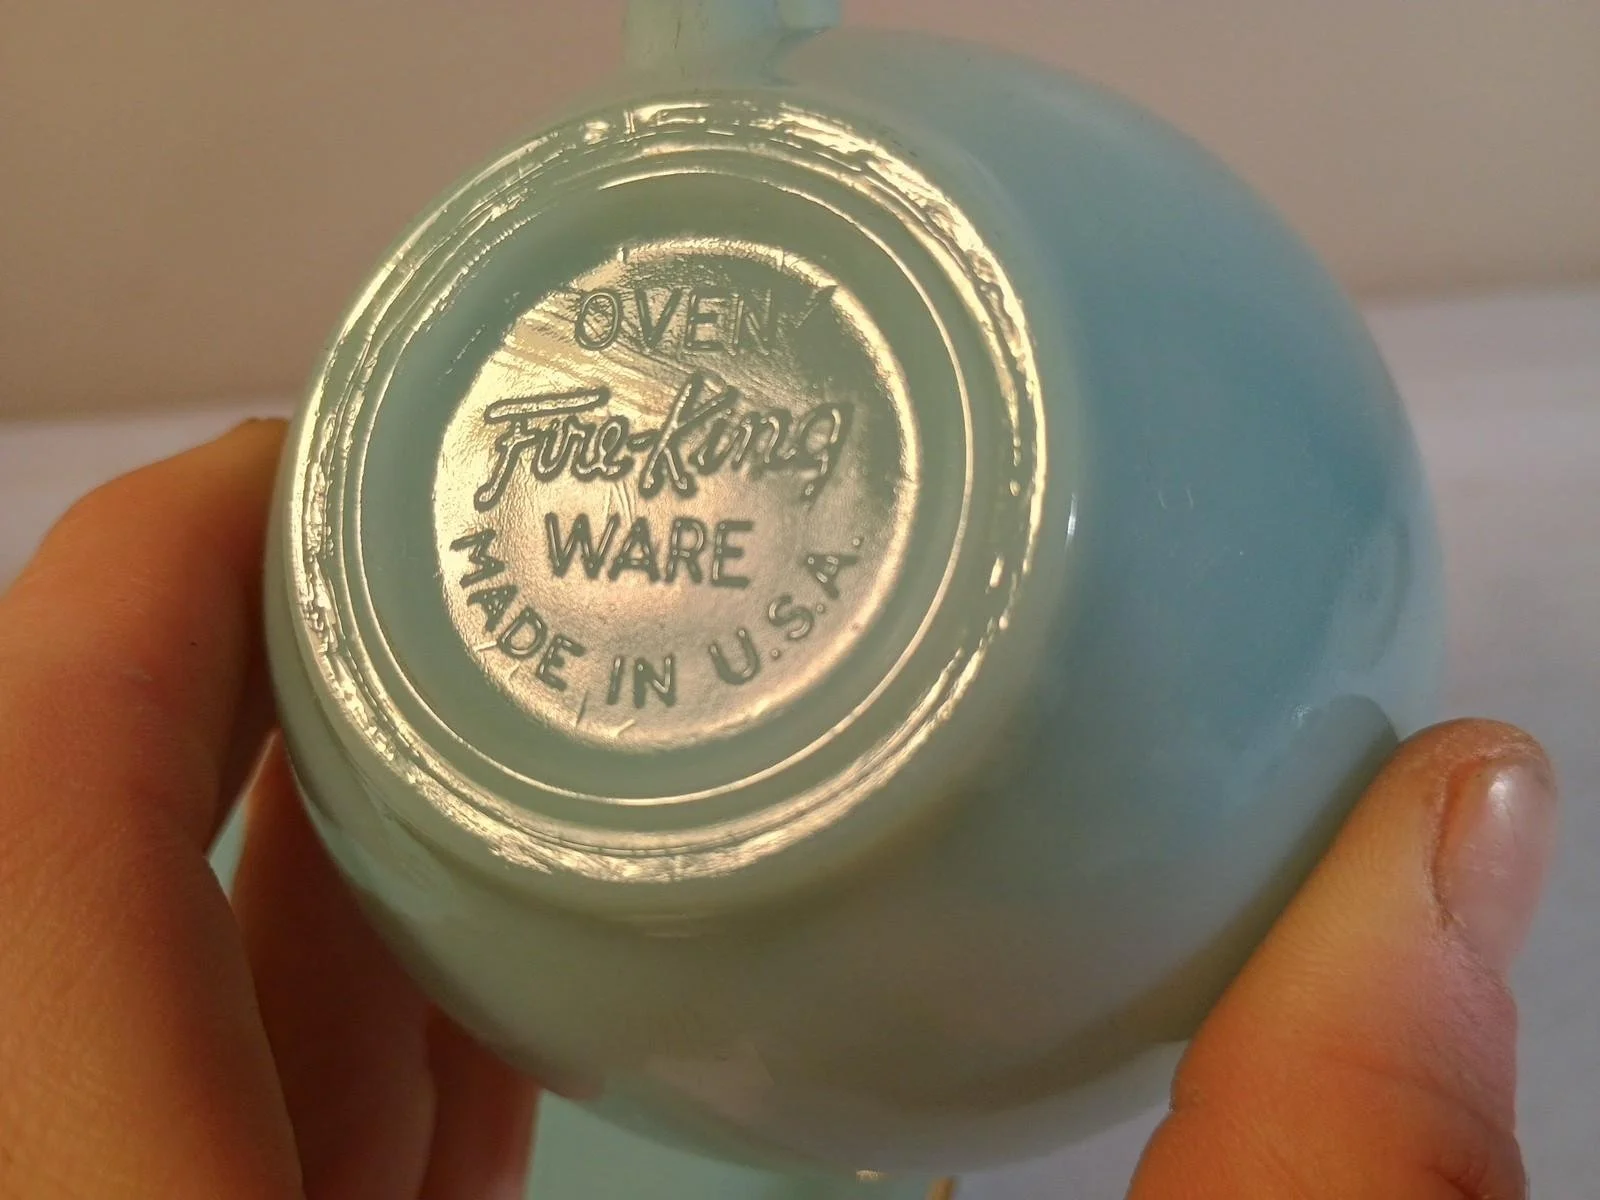 OVEN
Fire-King
WARE
MADE IN U.S.A.